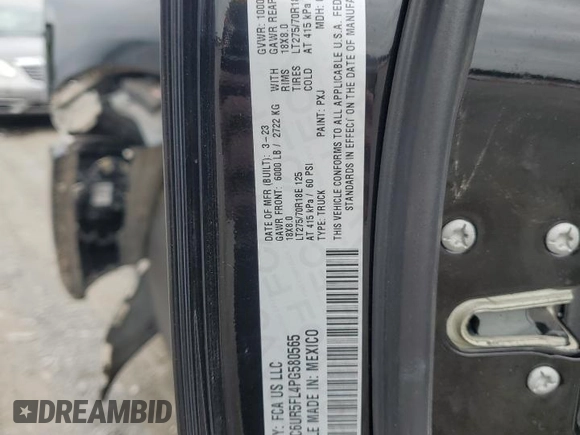 GVWR: 1000
GAWR REAR
WITH
18X8.0 RIMS
LT275/70R18 TIRES
AT 415 kPa COLD
MDH:
DATE OF MFR (BUILT): 3-23
GAWR FRONT: 6000 LB / 2722 KG
18X8.0
LT275/70R18E 125
AT 415 kPa / 60 PSI
TYPE: TRUCK
PAINT: PXJ
THIS VEHICLE CONFORMS TO ALL APPLICABLE U.S.A. FED
STANDARDS IN EFFECT ON THE DATE OF MANUFA
Y: FCA US LLC
C6UR5FL4PG580565
LE MADE IN: MEXICO
DREAMBID